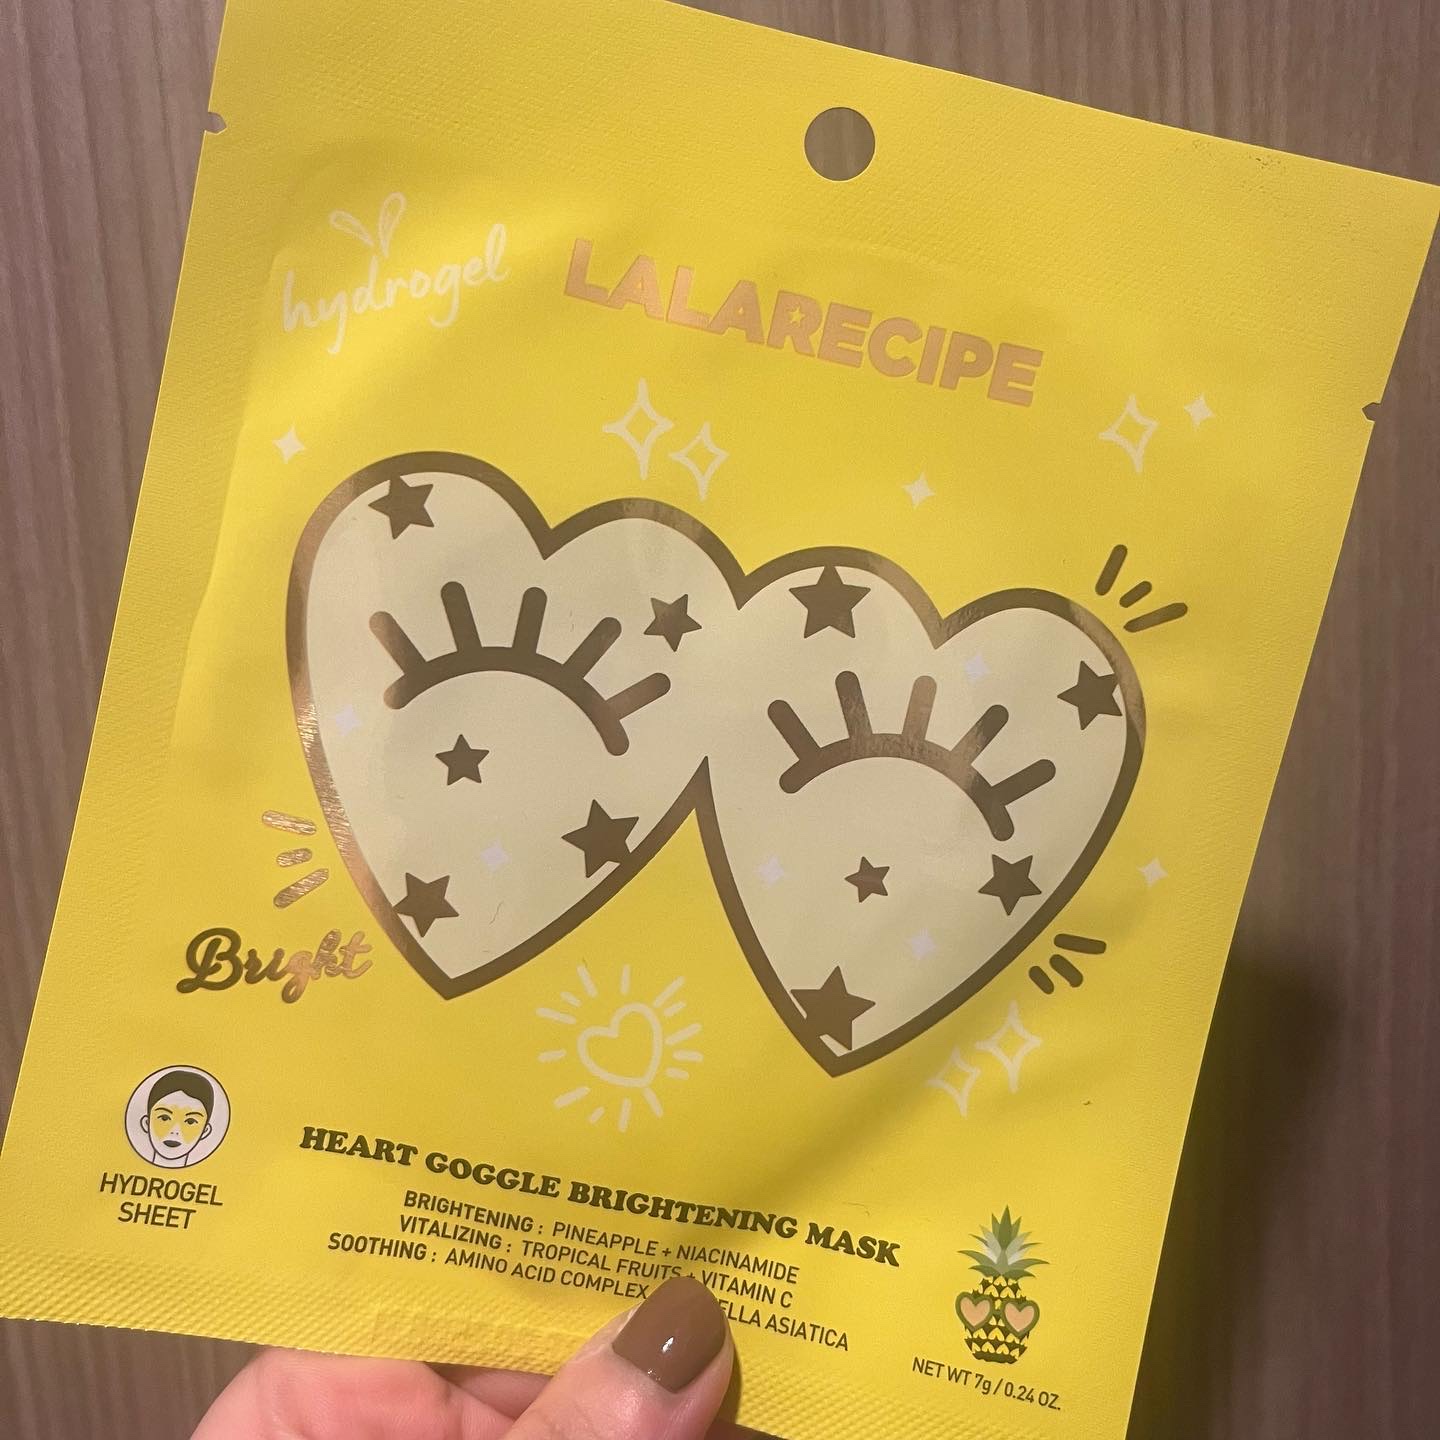 hydrogel
LALARECIPE
Bright
HYDROGEL
SHEET
HEART GOGGLE BRIGHTENING MASK
BRIGHTENING : PINEAPPLE + NIACINAMIDE
VITALIZING : TROPICAL FRUITS + VITAMIN C
SOOTHING : AMINO ACID COMPLEX ASIATICA
NET WT 7g / 0.24 OZ.